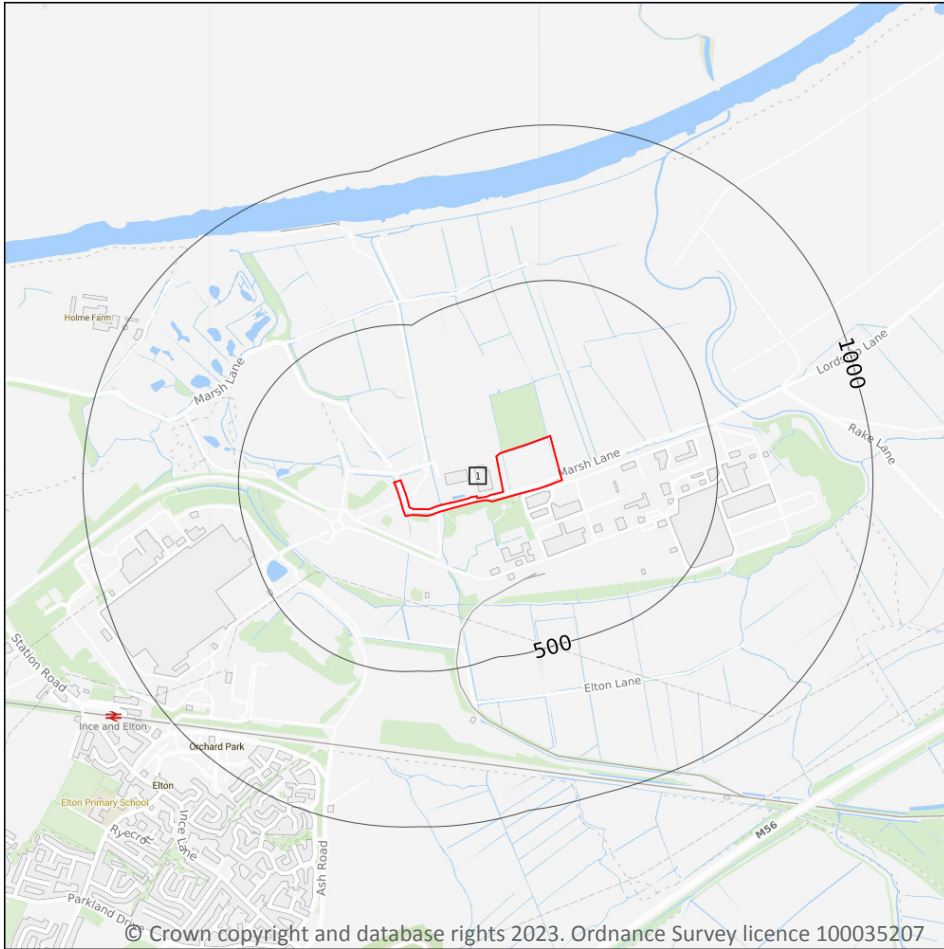 Holme Farm
Marsh Lane
1000
Lordship Lane
Rake Lane
Marsh Lane
1
500
Elton Lane
Station Road
Ince and Elton
Orchard Park
Elton
Elton Primary School
Ryecroft
Ince Lane
Ash Road
M56
Parkland Drive
© Crown copyright and database rights 2023. Ordnance Survey licence 100035207